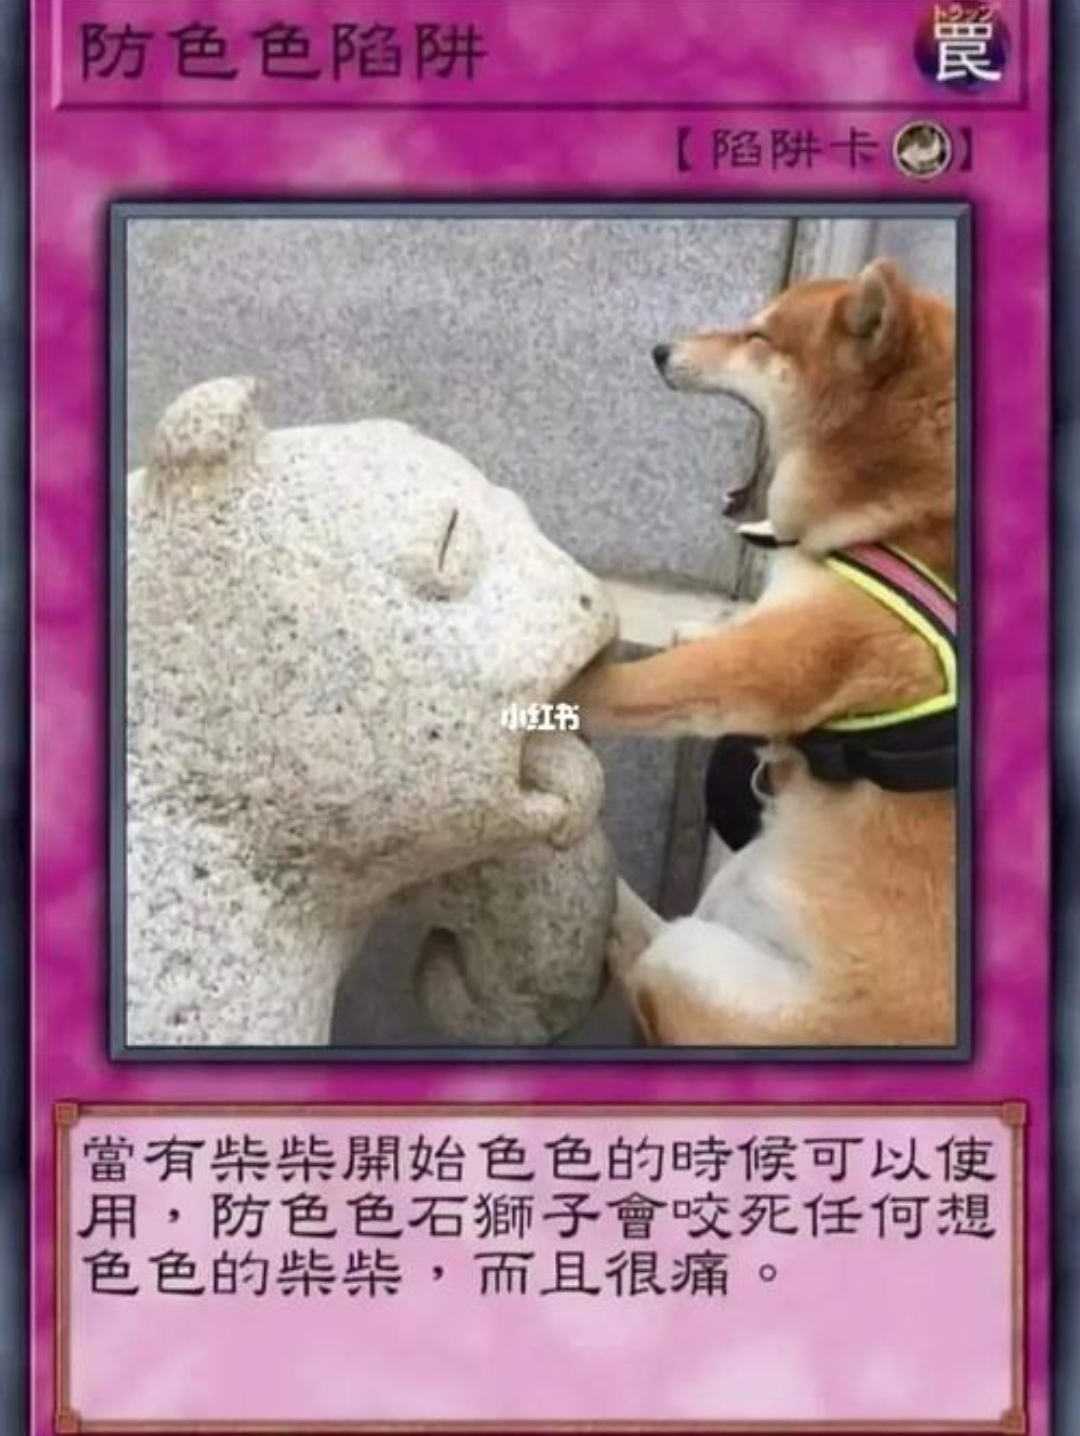 防色色陷阱
トラップ
罠
【陷阱卡】
小红书
當有柴柴開始色色的時候可以使
用，防色色石獅子會咬死任何想
色色的柴柴，而且很痛。